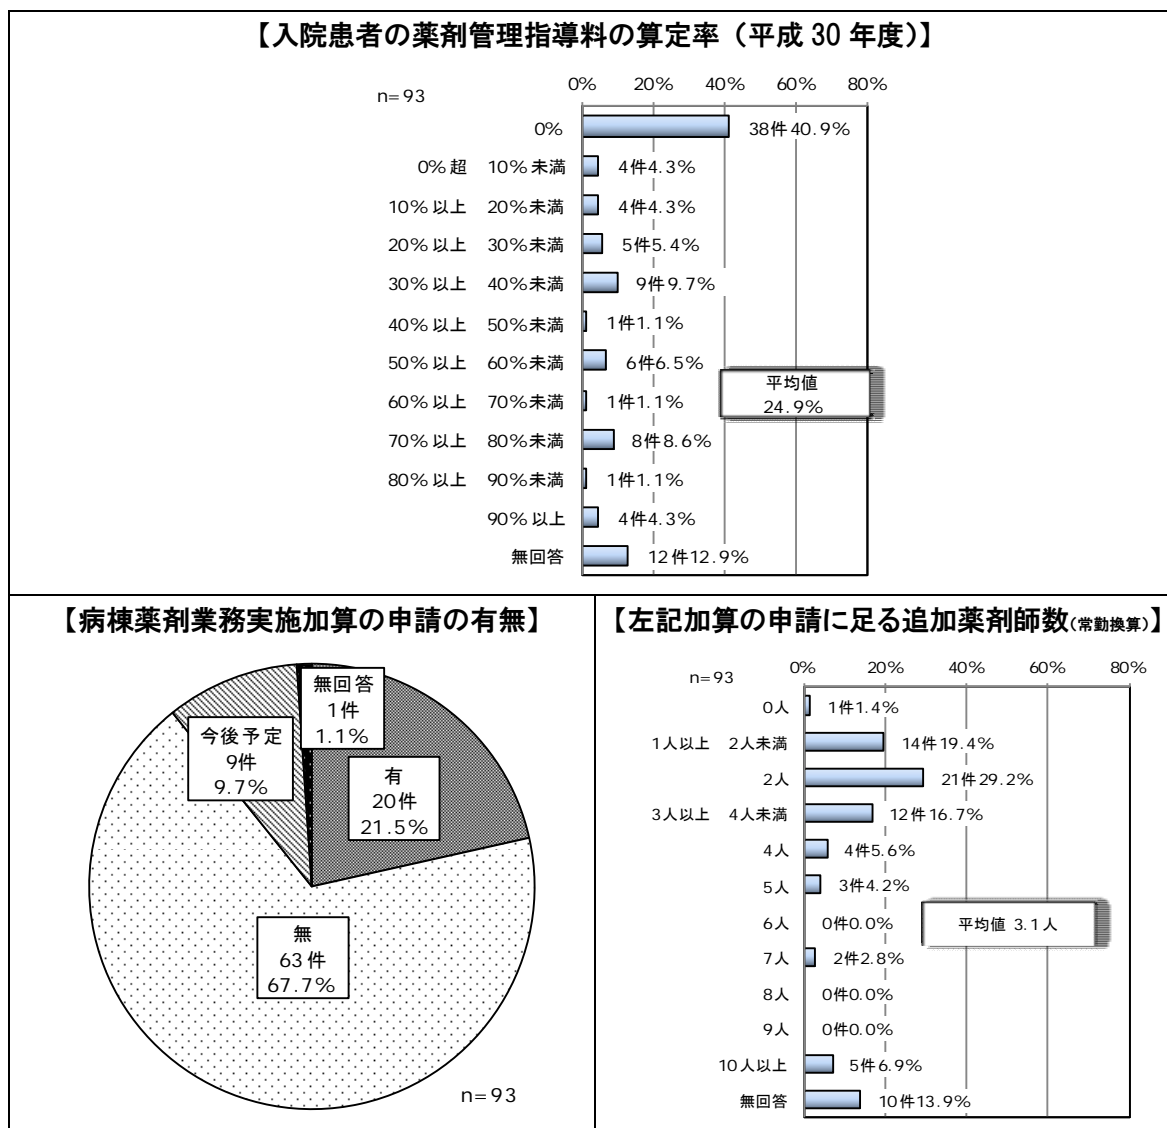 【入院患者の薬剤管理指導料の算定率（平成 30 年度）】
n=93
0% 20% 40% 60% 80%
0% 38件40.9%
0%超 10%未満 4件4.3%
10%以上 20%未満 4件4.3%
20%以上 30%未満 5件5.4%
30%以上 40%未満 9件9.7%
40%以上 50%未満 1件1.1%
50%以上 60%未満 6件6.5%
60%以上 70%未満 1件1.1%
70%以上 80%未満 8件8.6%
80%以上 90%未満 1件1.1%
90%以上 4件4.3%
無回答 12件12.9%
平均値
24.9%
【病棟薬剤業務実施加算の申請の有無】
無回答
1件
1.1%
今後予定
9件
9.7%
有
20件
21.5%
無
63件
67.7%
n=93
【左記加算の申請に足る追加薬剤師数(常勤換算)】
n=93
0% 20% 40% 60% 80%
0人 1件1.4%
1人以上 2人未満 14件19.4%
2人 21件29.2%
3人以上 4人未満 12件16.7%
4人 4件5.6%
5人 3件4.2%
6人 0件0.0%
7人 2件2.8%
8人 0件0.0%
9人 0件0.0%
10人以上 5件6.9%
無回答 10件13.9%
平均値 3.1人